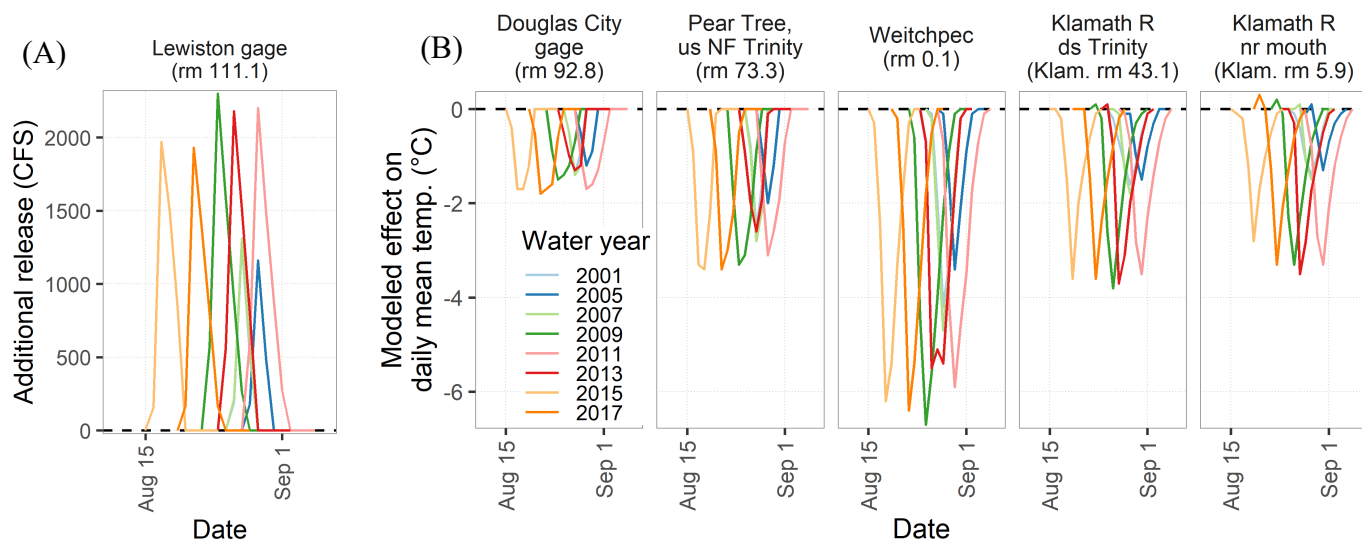 (A)
Lewiston gage
(rm 111.1)
Additional release (CFS)
2000
1500
1000
500
0
Aug 15
Sep 1
Date
(B)
Douglas City
gage
(rm 92.8)
Pear Tree,
us NF Trinity
(rm 73.3)
Weitchpec
(rm 0.1)
Klamath R
ds Trinity
(Klam. rm 43.1)
Klamath R
nr mouth
(Klam. rm 5.9)
Modeled effect on
daily mean temp. (°C)
0
-2
-4
-6
Water year
2001
2005
2007
2009
2011
2013
2015
2017
Aug 15
Sep 1
Aug 15
Sep 1
Aug 15
Sep 1
Aug 15
Sep 1
Aug 15
Sep 1
Date